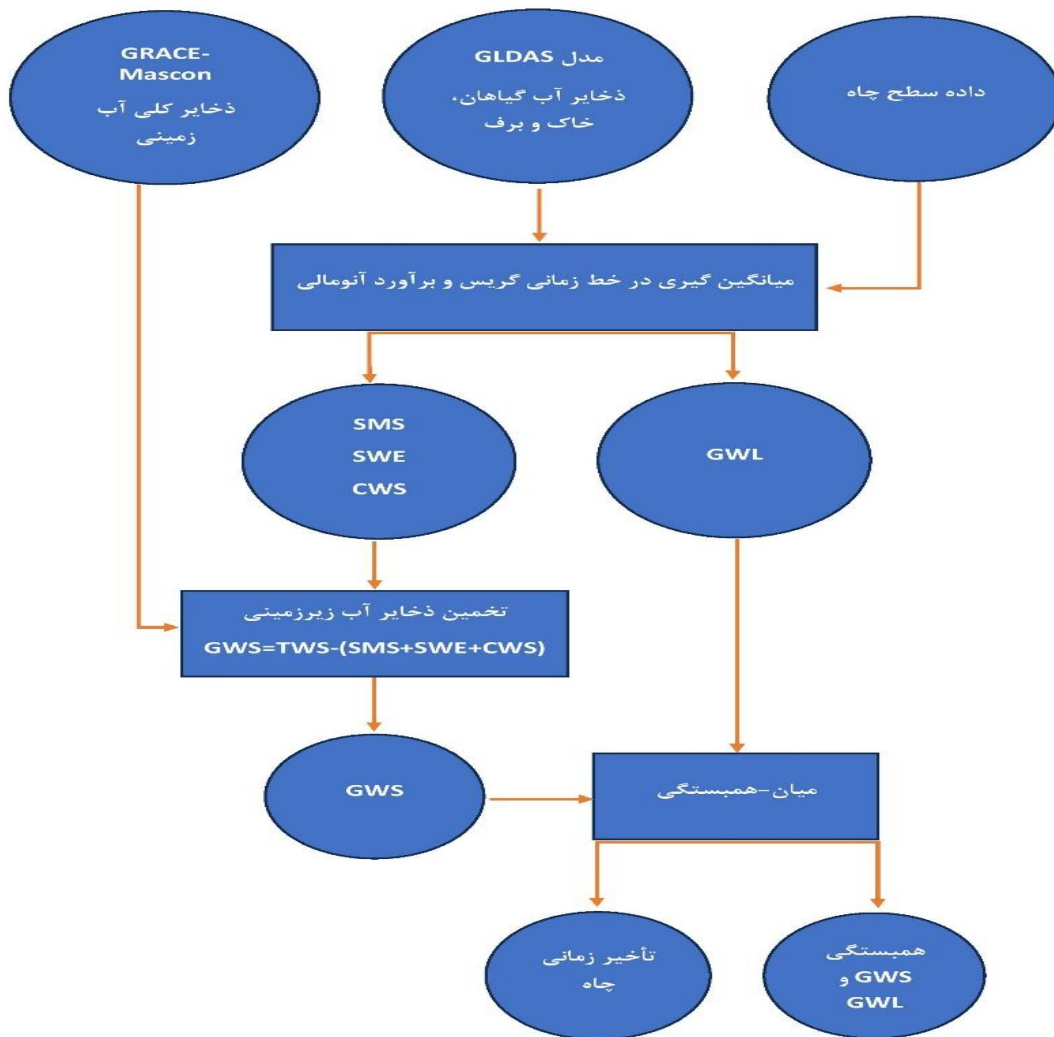 GRACE-
Mascon
ذخایر کلی آب
زمینی
مدل GLDAS
ذخایر آب گیاهان،
خاک و برف
داده سطح چاه
میانگین گیری در خط زمانی گریس و برآورد آنومالی
SMS
SWE
CWS
GWL
تخمین ذخایر آب زیرزمینی
GWS=TWS-(SMS+SWE+CWS)
GWS
میان-همبستگی
تأخیر زمانی
چاه
همبستگی
GWS و
GWL